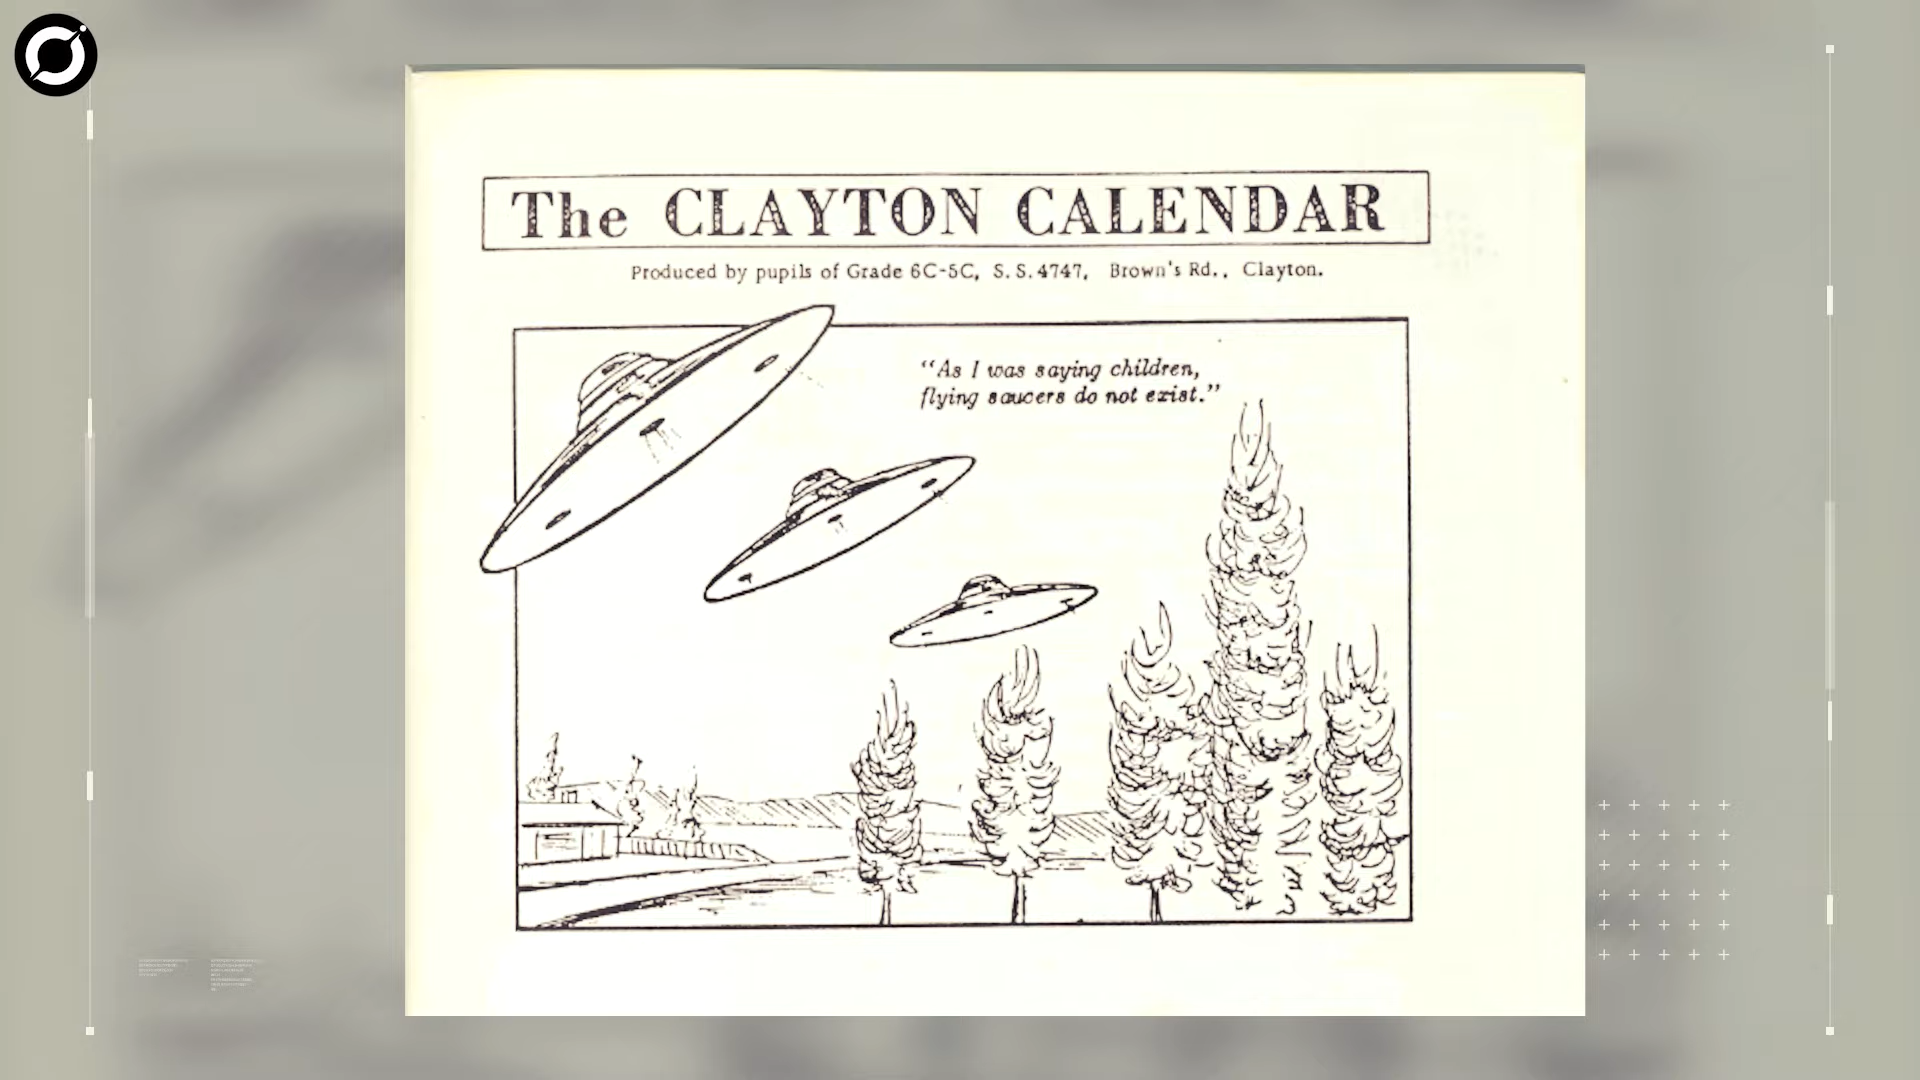 The CLAYTON CALENDAR
Produced by pupils of Grade 6C-5C, S.S.4747, Brown's Rd., Clayton.
“As I was saying children,
flying saucers do not exist.”